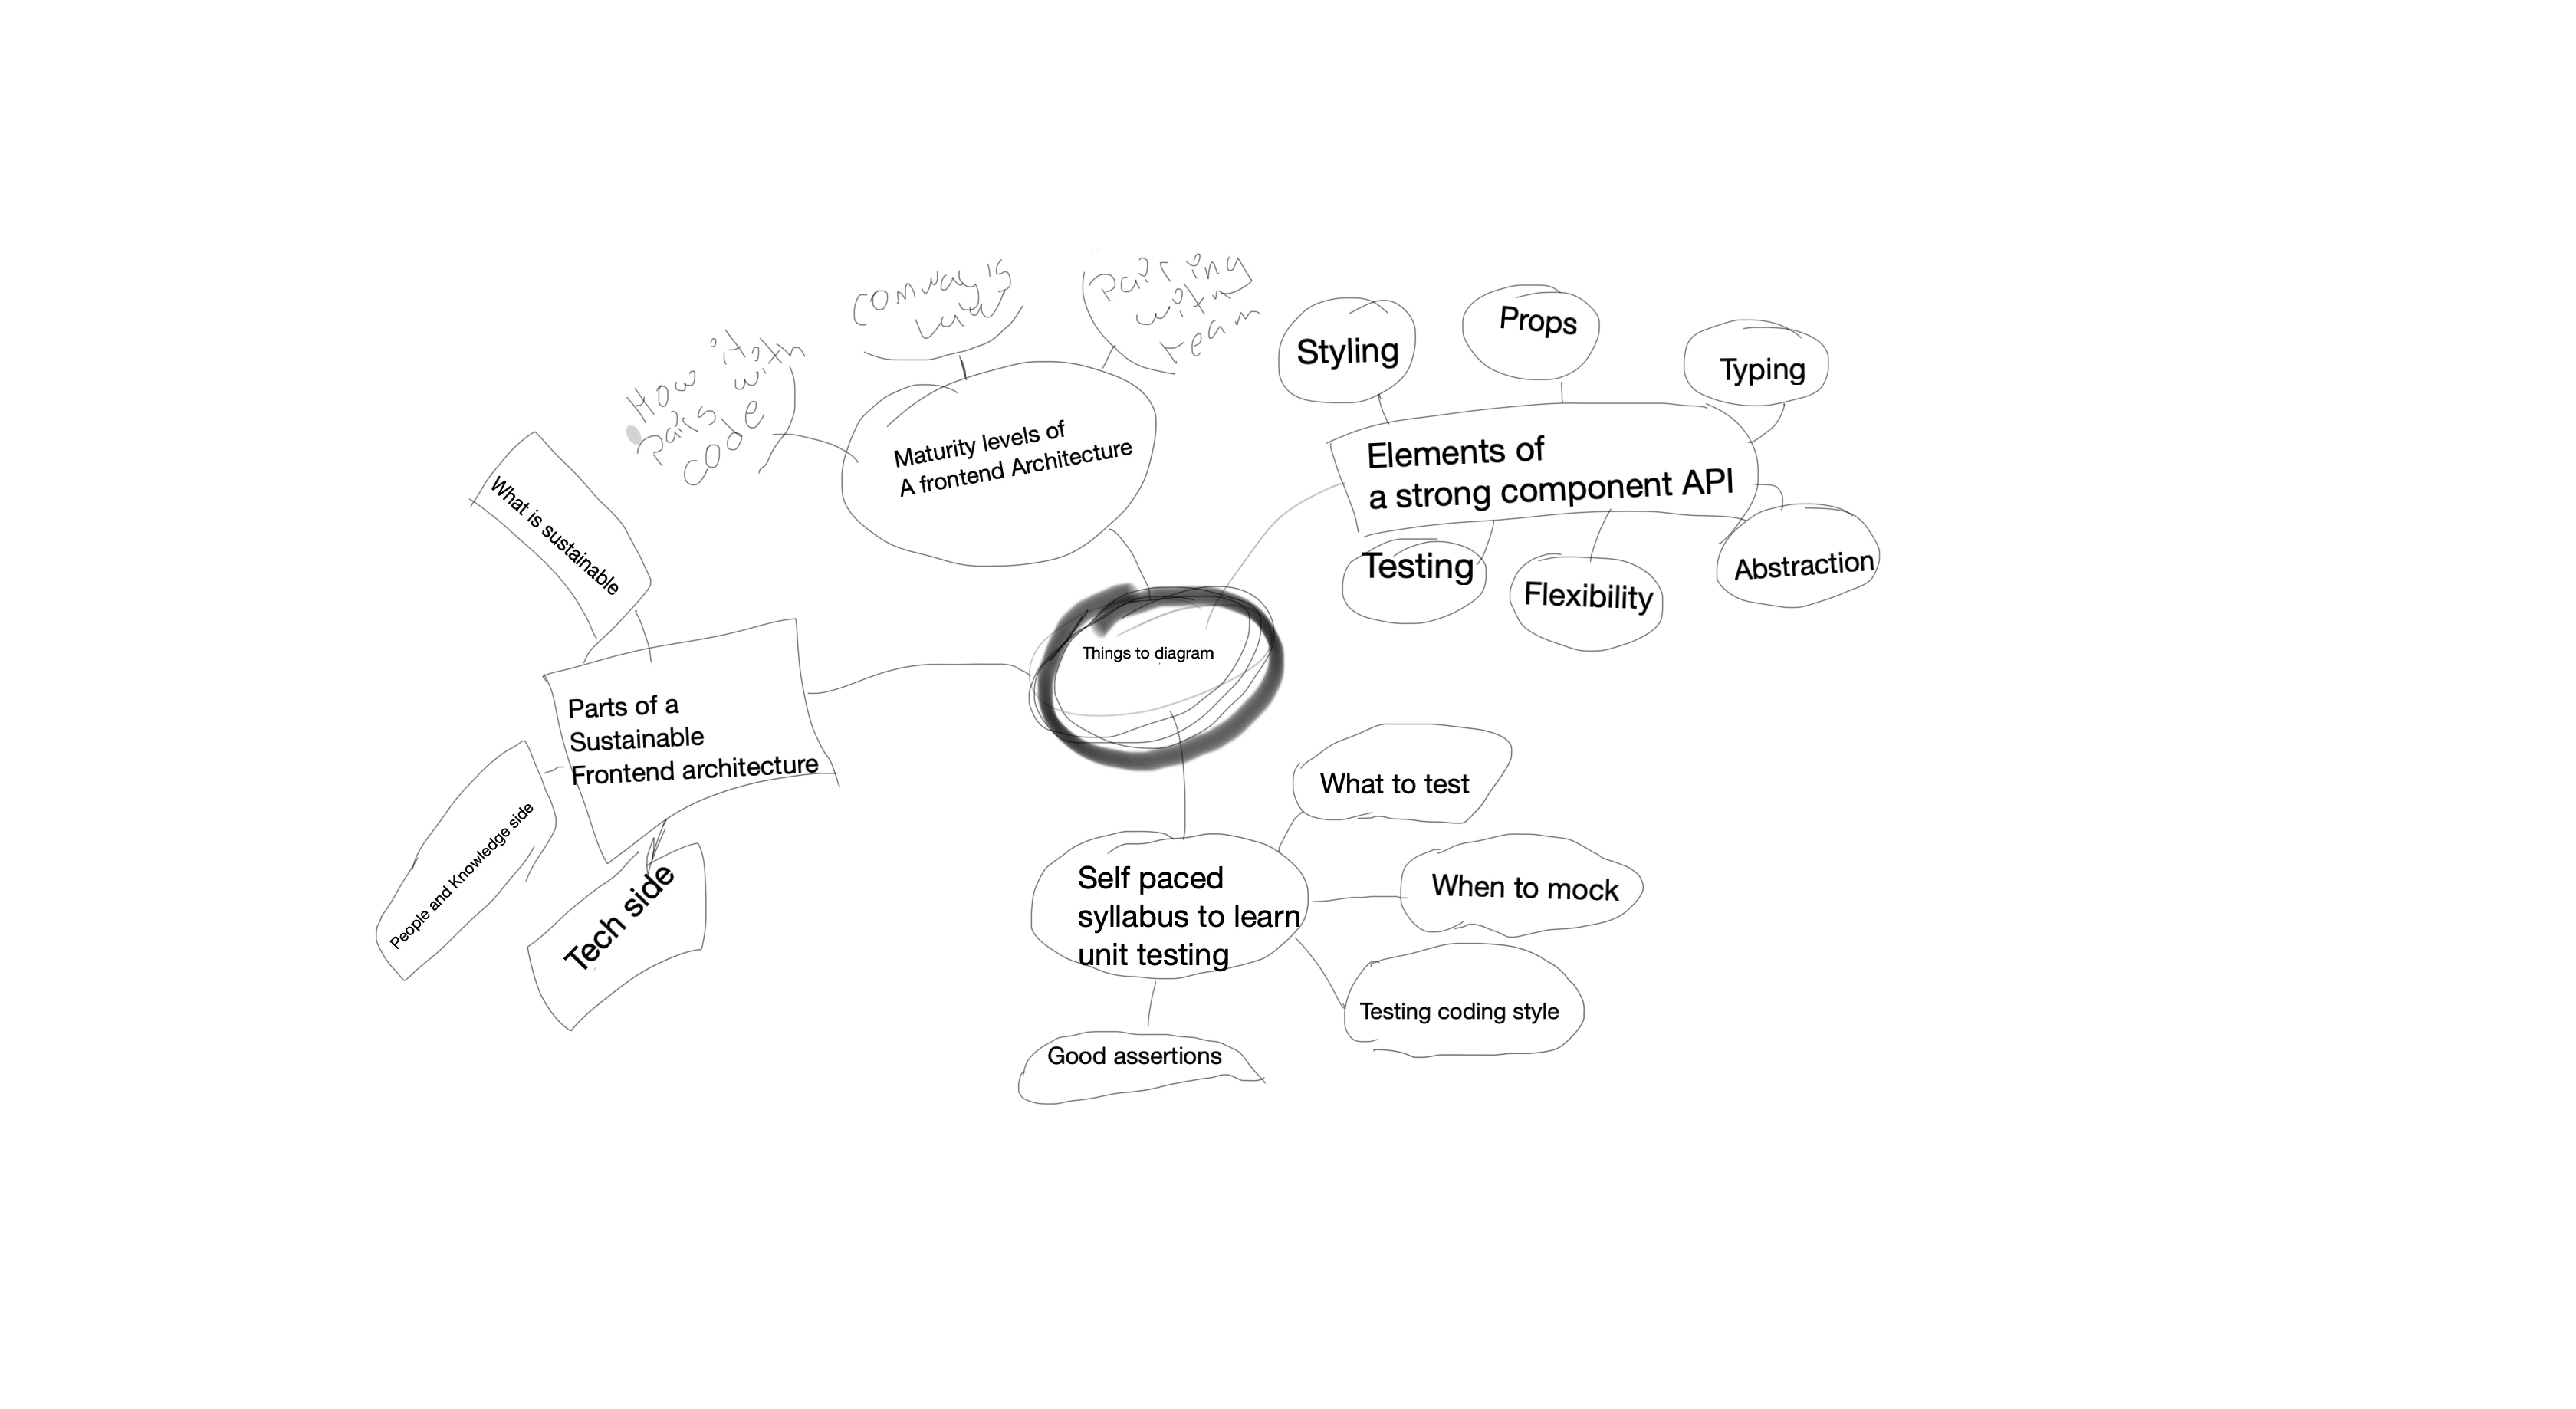 How it
pairs with
code
Conway's
law
Pairing
with
team
Maturity levels of
A frontend Architecture
Styling
Props
Typing
Elements of
a strong component API
Testing
Flexibility
Abstraction
What is sustainable
Things to diagram
Parts of a
Sustainable
Frontend architecture
People and Knowledge side
Tech side
What to test
Self paced
syllabus to learn
unit testing
When to mock
Testing coding style
Good assertions